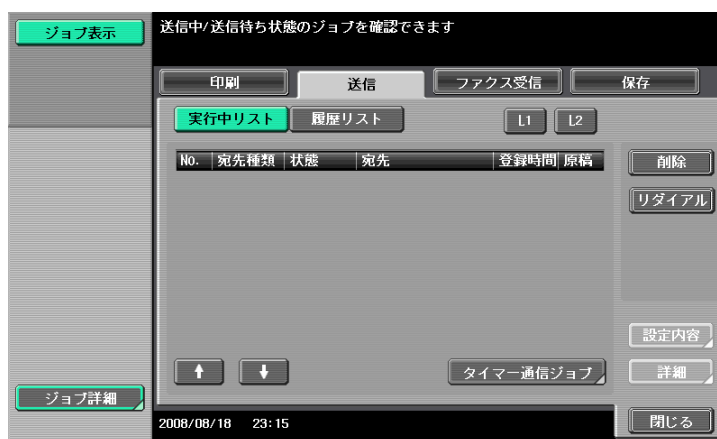 ジョブ表示
送信中/送信待ち状態のジョブを確認できます
印刷 送信 ファクス受信 保存
実行中リスト 履歴リスト L1 L2
No. 宛先種類 状態 宛先 登録時間 原稿
削除
リダイアル
設定内容
タイマー通信ジョブ 詳細
ジョブ詳細
2008/08/18 23:15 閉じる